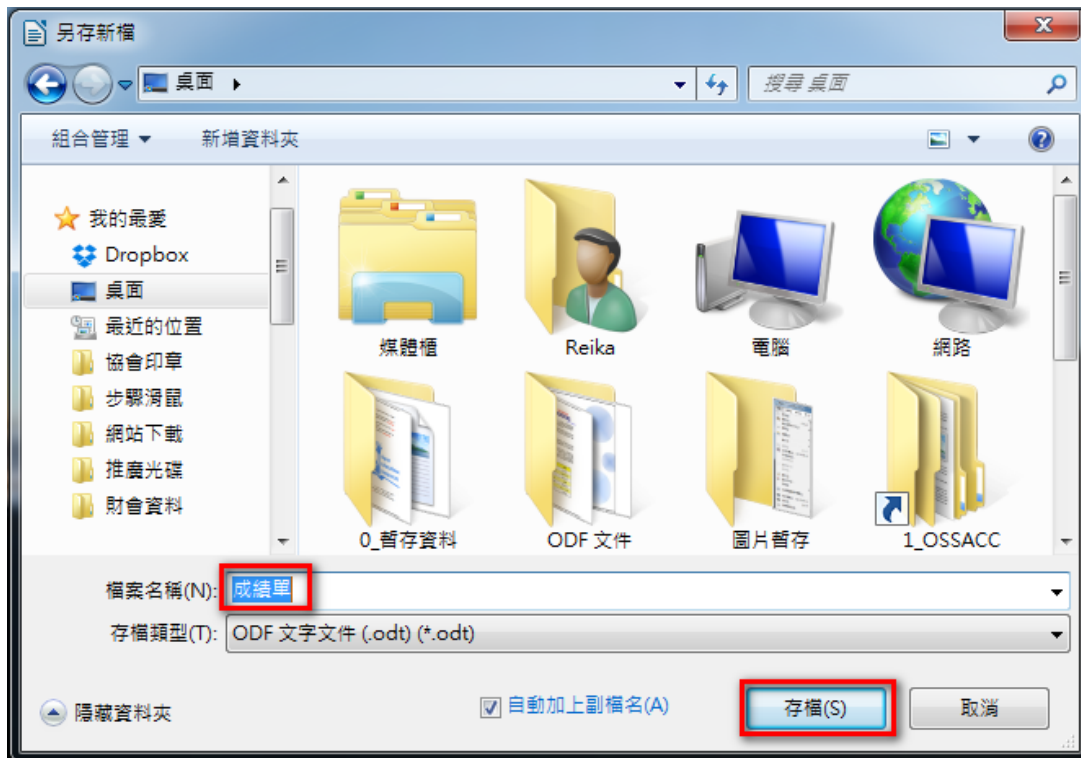 另存新檔
桌面
搜尋 桌面
組合管理 新增資料夾
我的最愛
Dropbox
桌面
最近的位置
協會印章
步驟滑鼠
網站下載
推廣光碟
財會資料
媒體櫃 Reika 電腦 網路
0_暫存資料 ODF 文件 圖片暫存 1_OSSACC
檔案名稱(N): 成績單
存檔類型(T): ODF 文字文件 (.odt) (*.odt)
隱藏資料夾 自動加上副檔名(A) 存檔(S) 取消